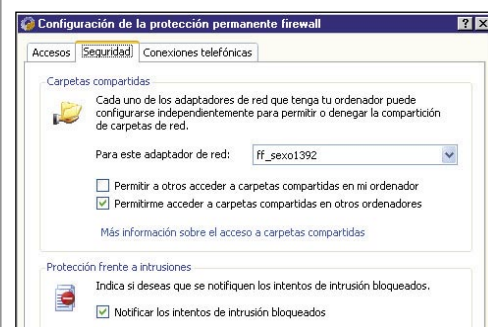 Configuración de la protección permanente firewall
Accesos Seguridad Conexiones telefónicas
Carpetas compartidas
Cada uno de los adaptadores de red que tenga tu ordenador puede
configurarse independientemente para permitir o denegar la compartición
de carpetas de red.
Para este adaptador de red: ff_sexo1392
Permitir a otros acceder a carpetas compartidas en mi ordenador
Permitirme acceder a carpetas compartidas en otros ordenadores
Más información sobre el acceso a carpetas compartidas
Protección frente a intrusiones
Indica si deseas que se notifiquen los intentos de intrusión bloqueados.
Notificar los intentos de intrusión bloqueados